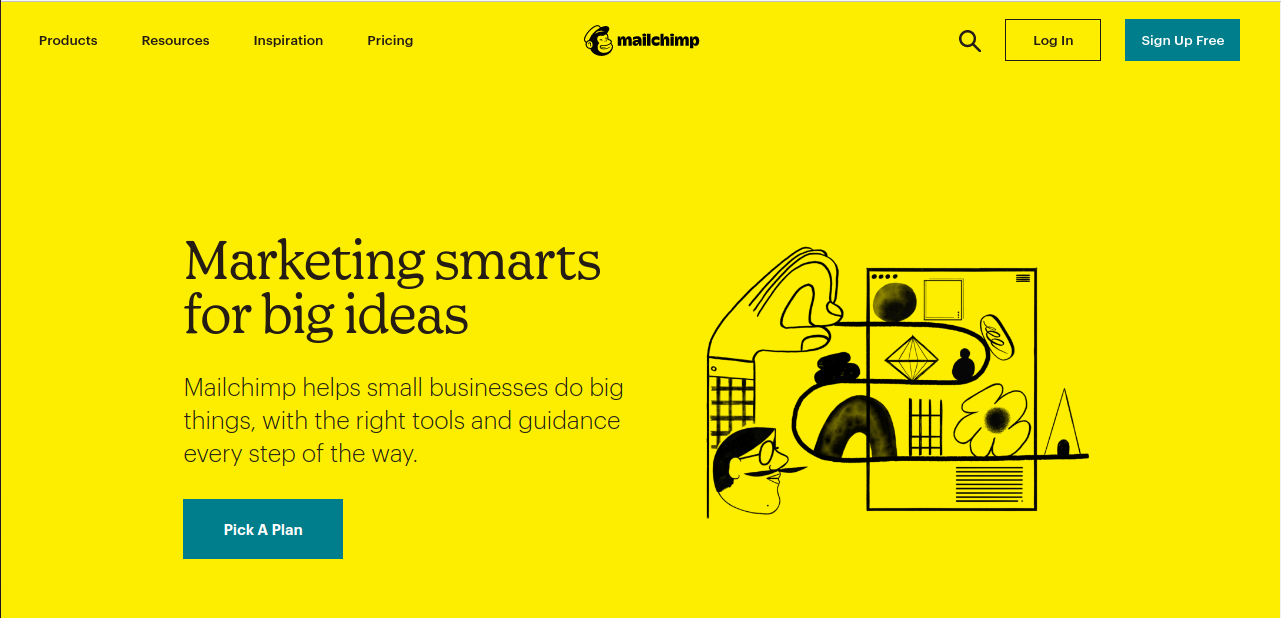 Products
Resources
Inspiration
Pricing
mailchimp
Log In
Sign Up Free
Marketing smarts
for big ideas
Mailchimp helps small businesses do big
things, with the right tools and guidance
every step of the way.
Pick A Plan